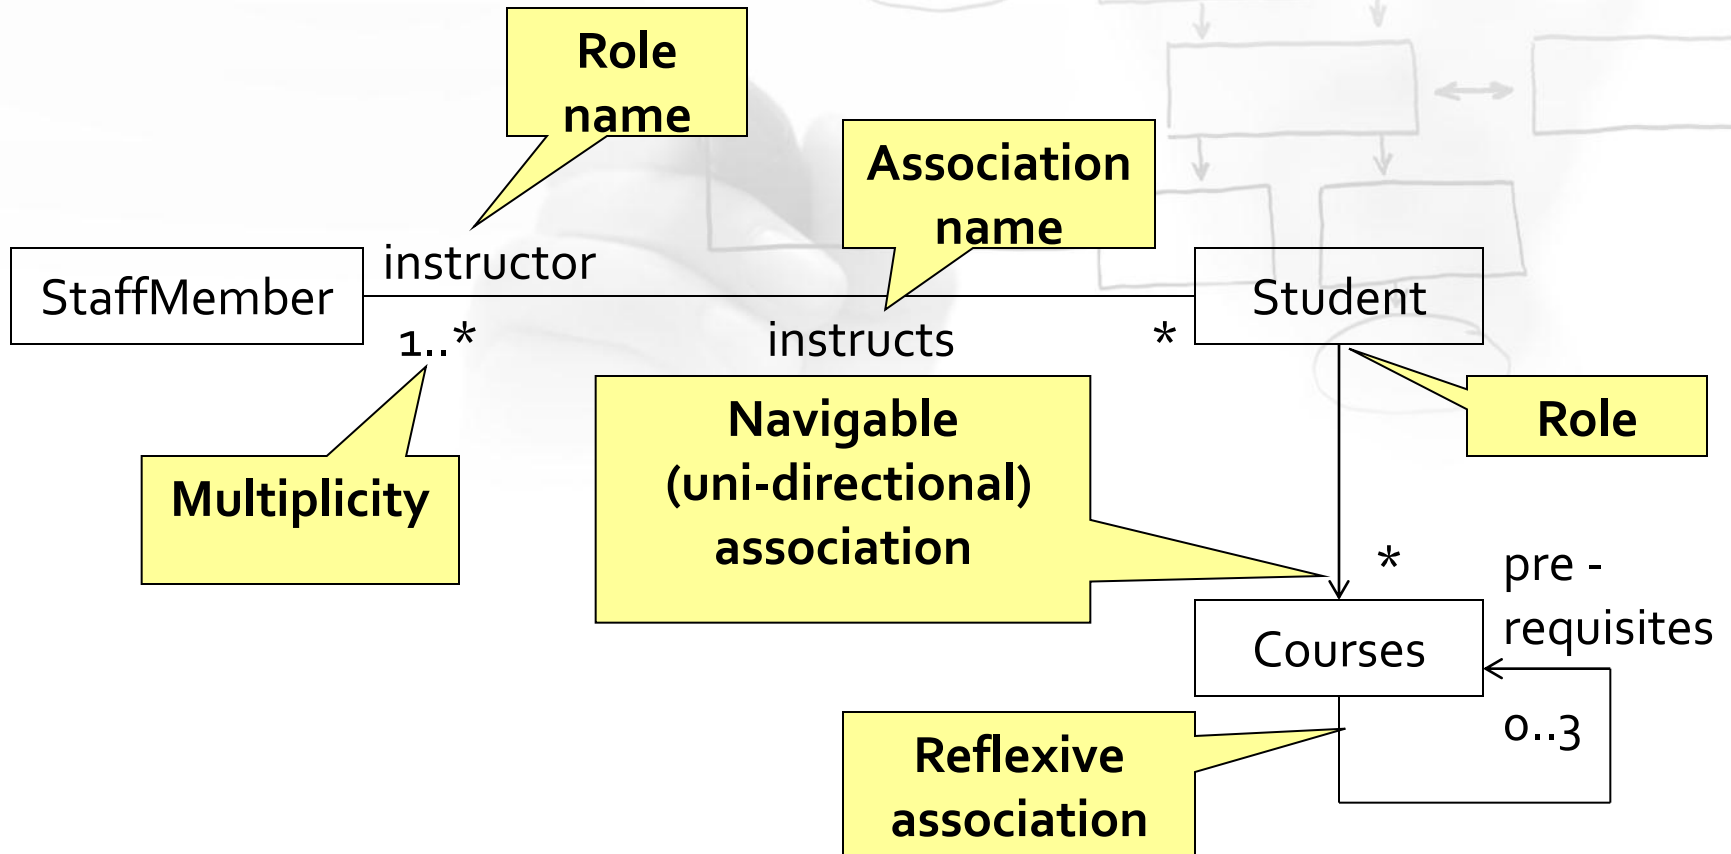 Role
name
Association
name
instructor
StaffMember
Student
1..*
instructs
*
Navigable
(uni-directional)
association
Role
Multiplicity
*
pre -
requisites
Courses
0..3
Reflexive
association